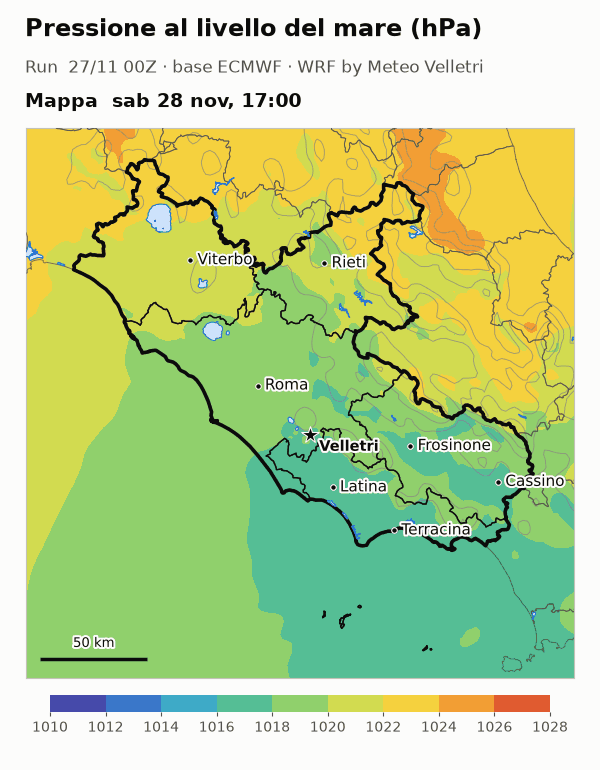 Pressione al livello del mare (hPa)
Run  27/11 00Z · base ECMWF · WRF by Meteo Velletri
Mappa  sab 28 nov, 17:00
Viterbo
Rieti
Roma
Velletri
Frosinone
Cassino
Latina
Terracina
50 km
1010 1012 1014 1016 1018 1020 1022 1024 1026 1028